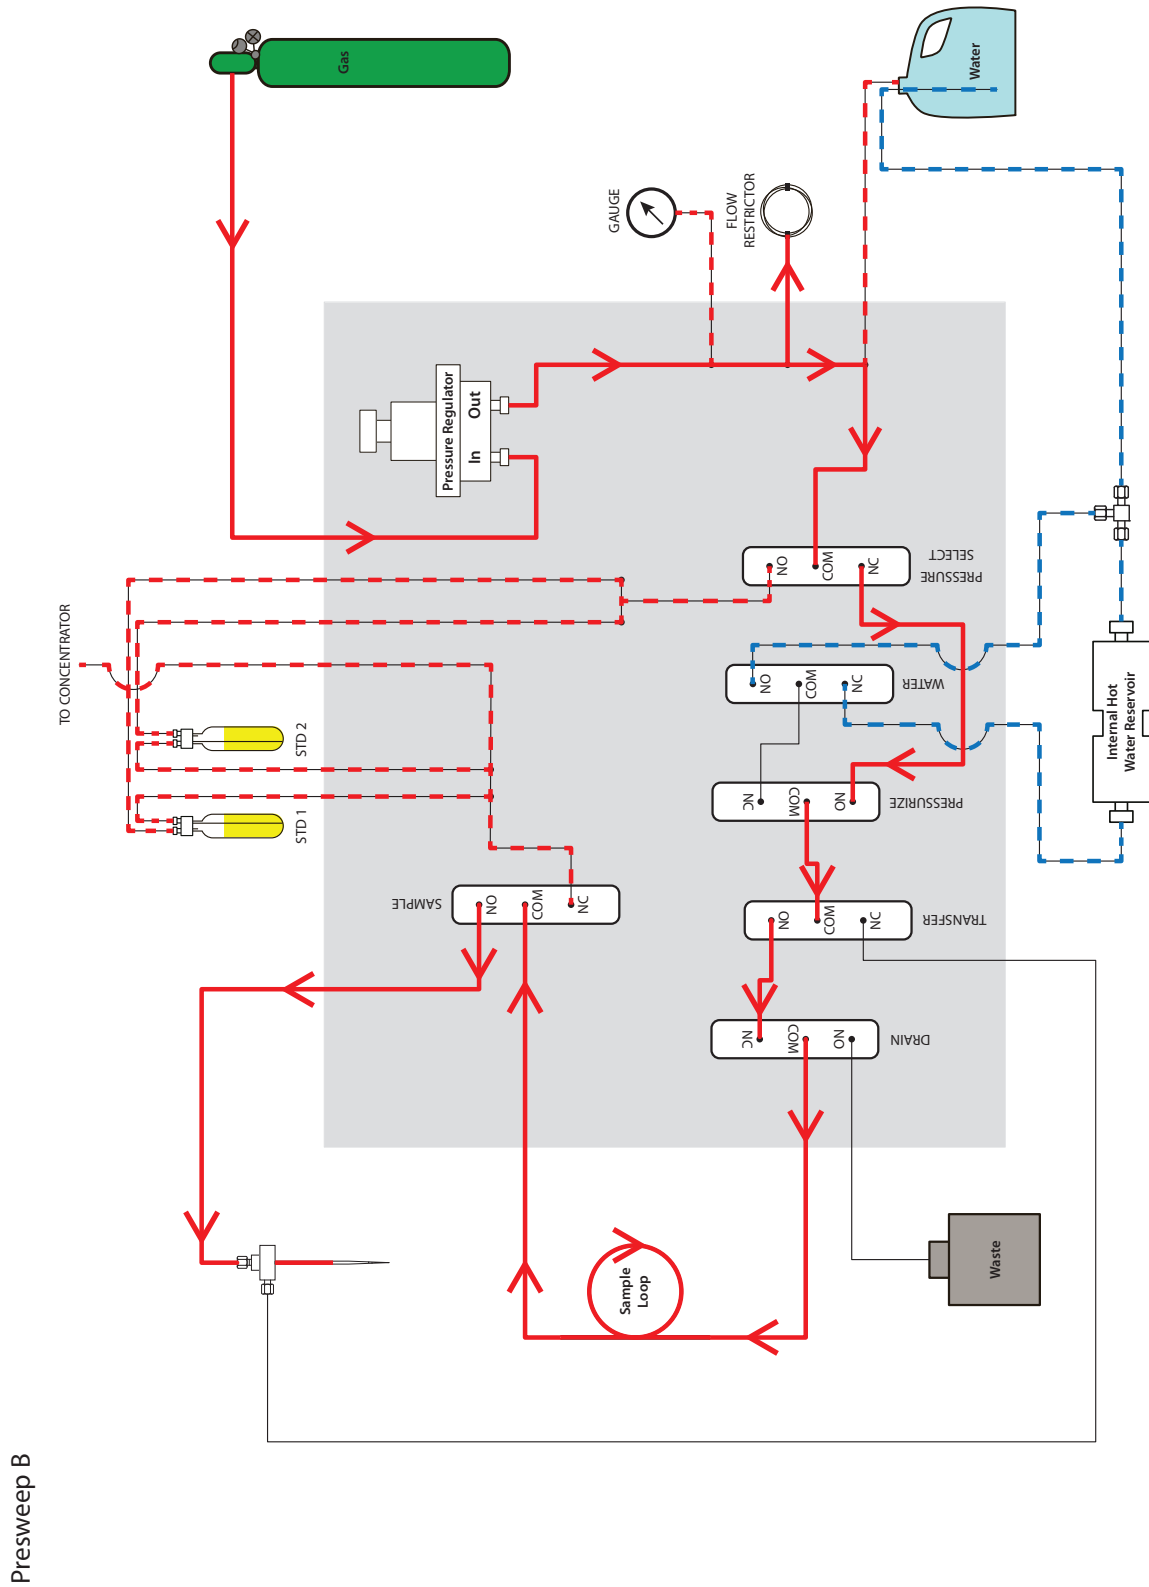 Presweep B
TO CONCENTRATOR
Gas
STD 1
STD 2
GAUGE
FLOW
RESTRICTOR
Water
Pressure Regulator
In
Out
SAMPLE
NO
COM
NC
PRESSURE
SELECT
NO
COM
NC
WATER
NO
COM
NC
PRESSURIZE
NC
COM
NO
TRANSFER
NO
COM
NC
DRAIN
NC
COM
NO
Sample
Loop
Waste
Internal Hot
Water Reservoir